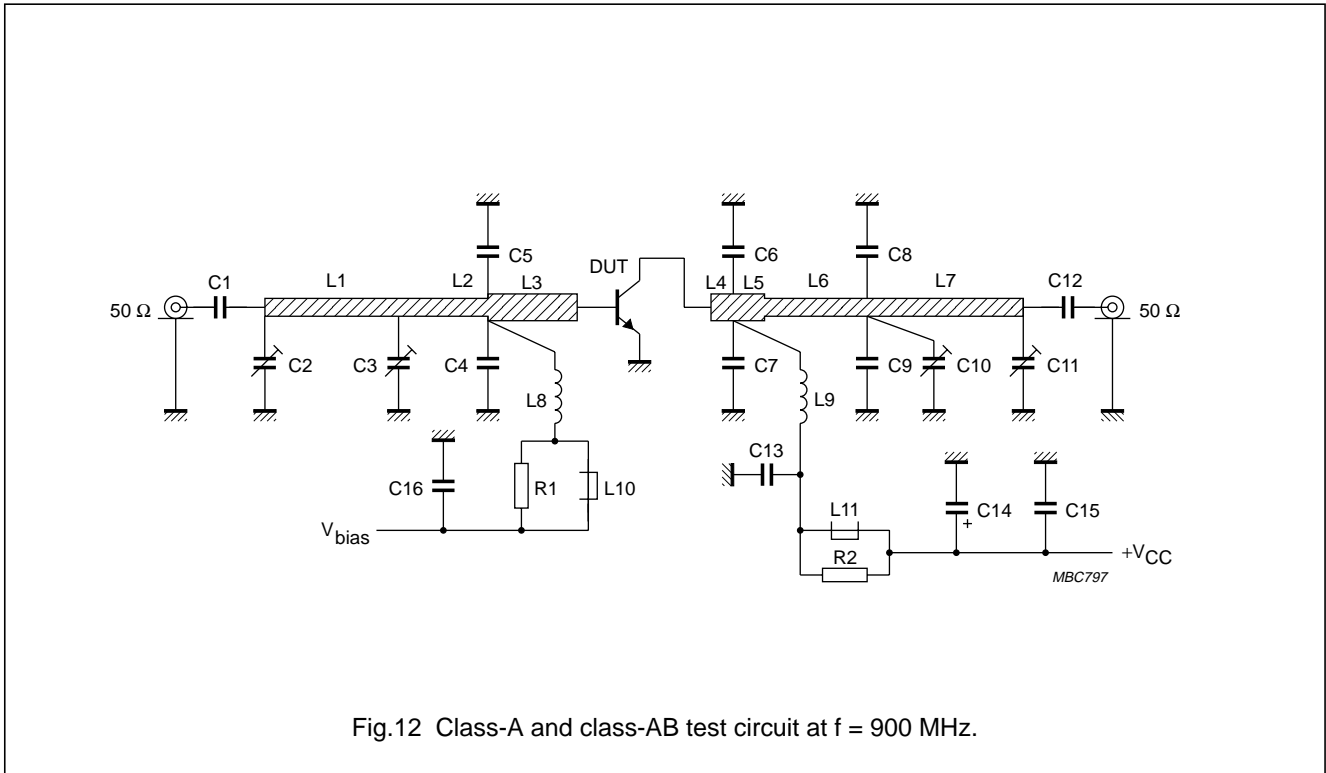 C5
C6
C8
DUT
C1
L1
L2
L3
L4
L5
L6
L7
C12
50 Ω
50 Ω
C2
C3
C4
C7
C9
C10
C11
L8
L9
C13
C16
R1
L10
L11
C14
C15
+
V_bias
R2
+V_CC
MBC797
Fig.12 Class-A and class-AB test circuit at f = 900 MHz.